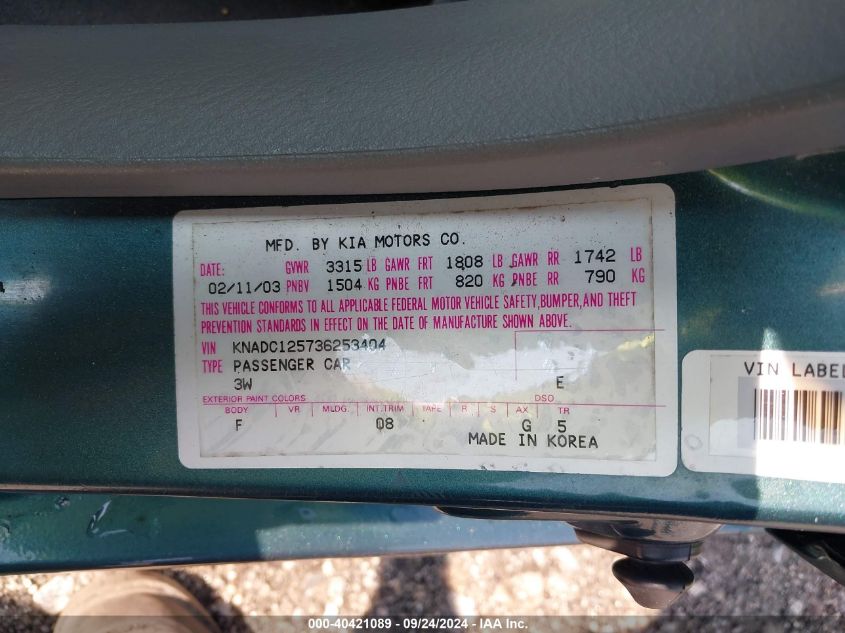 MFD. BY KIA MOTORS CO.
DATE: GVWR 3315 LB GAWR FRT 1808 LB GAWR RR 1742 LB
02/11/03 PNBV 1504 KG PNBE FRT 820 KG PNBE RR 790 KG
THIS VEHICLE CONFORMS TO ALL APPLICABLE FEDERAL MOTOR VEHICLE SAFETY,BUMPER,AND THEFT
PREVENTION STANDARDS IN EFFECT ON THE DATE OF MANUFACTURE SHOWN ABOVE.
VIN KNADC125736253404
TYPE PASSENGER CAR
3W E
EXTERIOR PAINT COLORS DSO
BODY VR MLDG. INT.TRIM TAPE R S AX TR
F 08 G 5
MADE IN KOREA
VIN LABEL
000-40421089 - 09/24/2024 - IAA Inc.